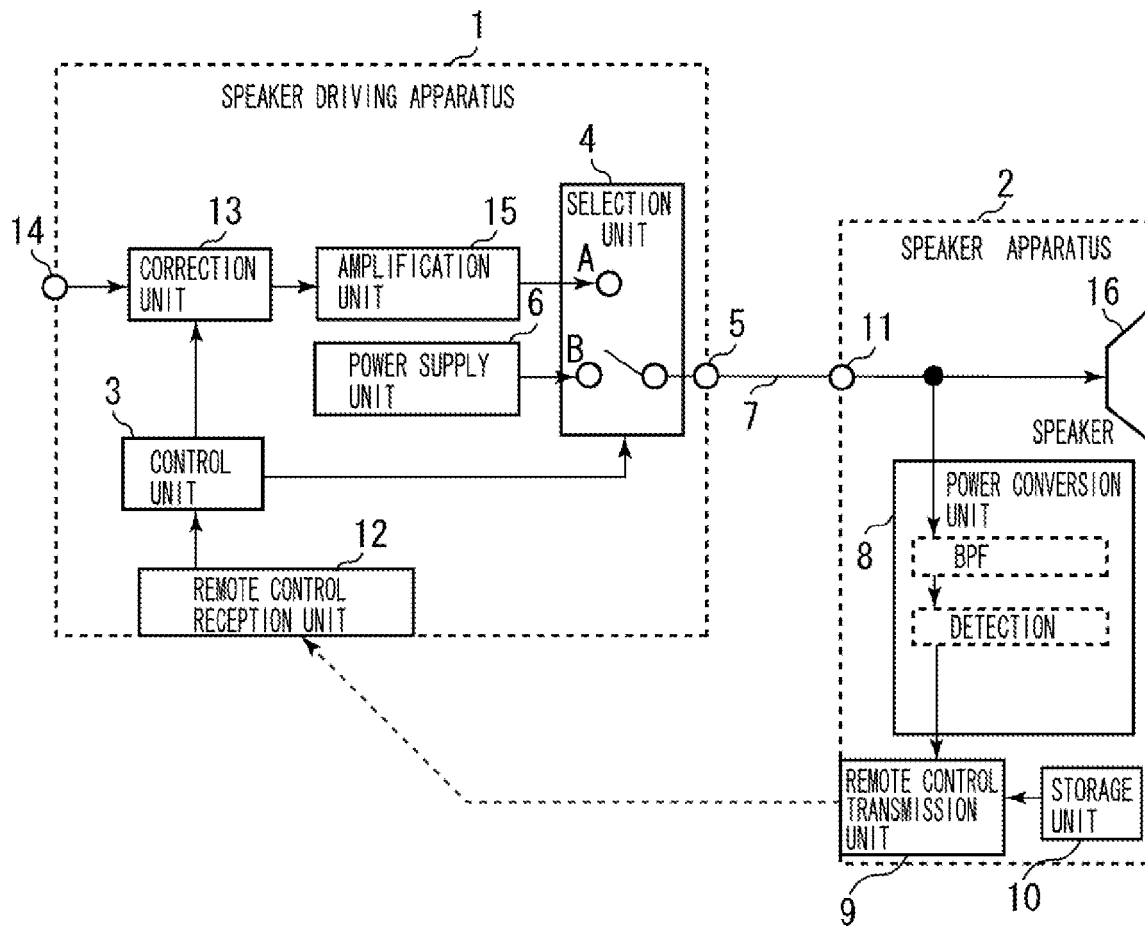 1
SPEAKER DRIVING APPARATUS
4
SELECTION
UNIT
2
SPEAKER APPARATUS
14
13
CORRECTION
UNIT
15
AMPLIFICATION
UNIT
A
16
6
POWER SUPPLY
UNIT
B
5
11
7
SPEAKER
3
CONTROL
UNIT
POWER CONVERSION
UNIT
8
BPF
DETECTION
12
REMOTE CONTROL
RECEPTION UNIT
REMOTE CONTROL
TRANSMISSION
UNIT
STORAGE
UNIT
9
10